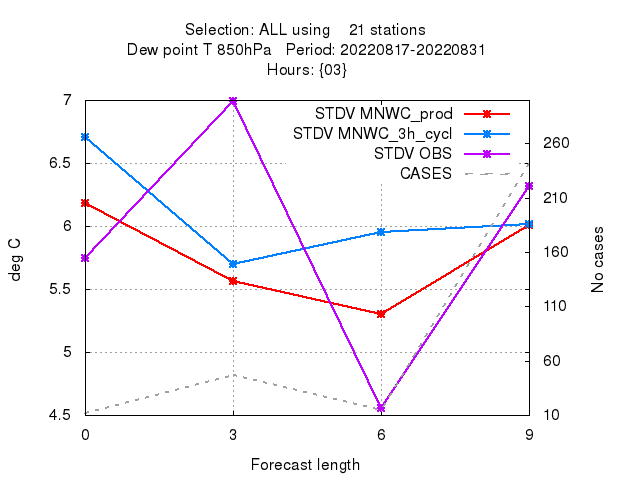 Selection: ALL using    21 stations
Dew point T 850hPa   Period: 20220817-20220831
Hours: {03}
STDV MNWC_prod
STDV MNWC_3h_cycl
STDV OBS
CASES
7
6.5
6
5.5
5
4.5
deg C
260
210
160
110
60
10
No cases
0
3
6
9
Forecast length